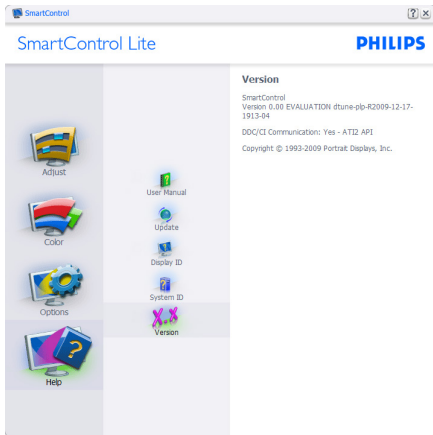 SmartControl
SmartControl Lite
PHILIPS
Adjust
Color
Options
Help
User Manual
Update
Display ID
System ID
X.X
Version
Version
SmartControl
Version 0.00 EVALUATION dtune-plp-R2009-12-17-
1913-04
DDC/CI Communication: Yes - ATI2 API
Copyright © 1993-2009 Portrait Displays, Inc.